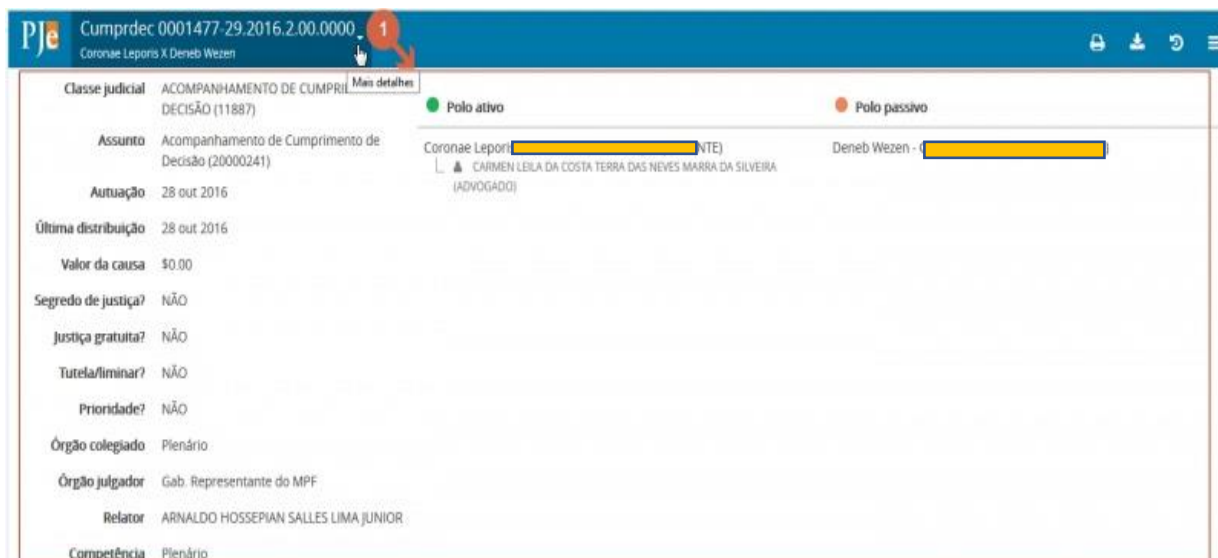 PJe
Cumprdec 0001477-29.2016.2.00.0000
1
Coronae Leporis X Deneb Wezen
Mais detalhes
Classe judicial ACOMPANHAMENTO DE CUMPRI
DECISÃO (11887)
Assunto Acompanhamento de Cumprimento de
Decisão (20000241)
Autuação 28 out 2016
Última distribuição 28 out 2016
Valor da causa $0.00
Segredo de justiça? NÃO
Justiça gratuita? NÃO
Tutela/liminar? NÃO
Prioridade? NÃO
Órgão colegiado Plenário
Órgão julgador Gab. Representante do MPF
Relator ARNALDO HOSSEPIAN SALLES LIMA JUNIOR
Competência Plenário
Polo ativo
Coronae Lepori NTE)
CARMEN LEILA DA COSTA TERRA DAS NEVES MARRA DA SILVEIRA
(ADVOGADO)
Polo passivo
Deneb Wezen -